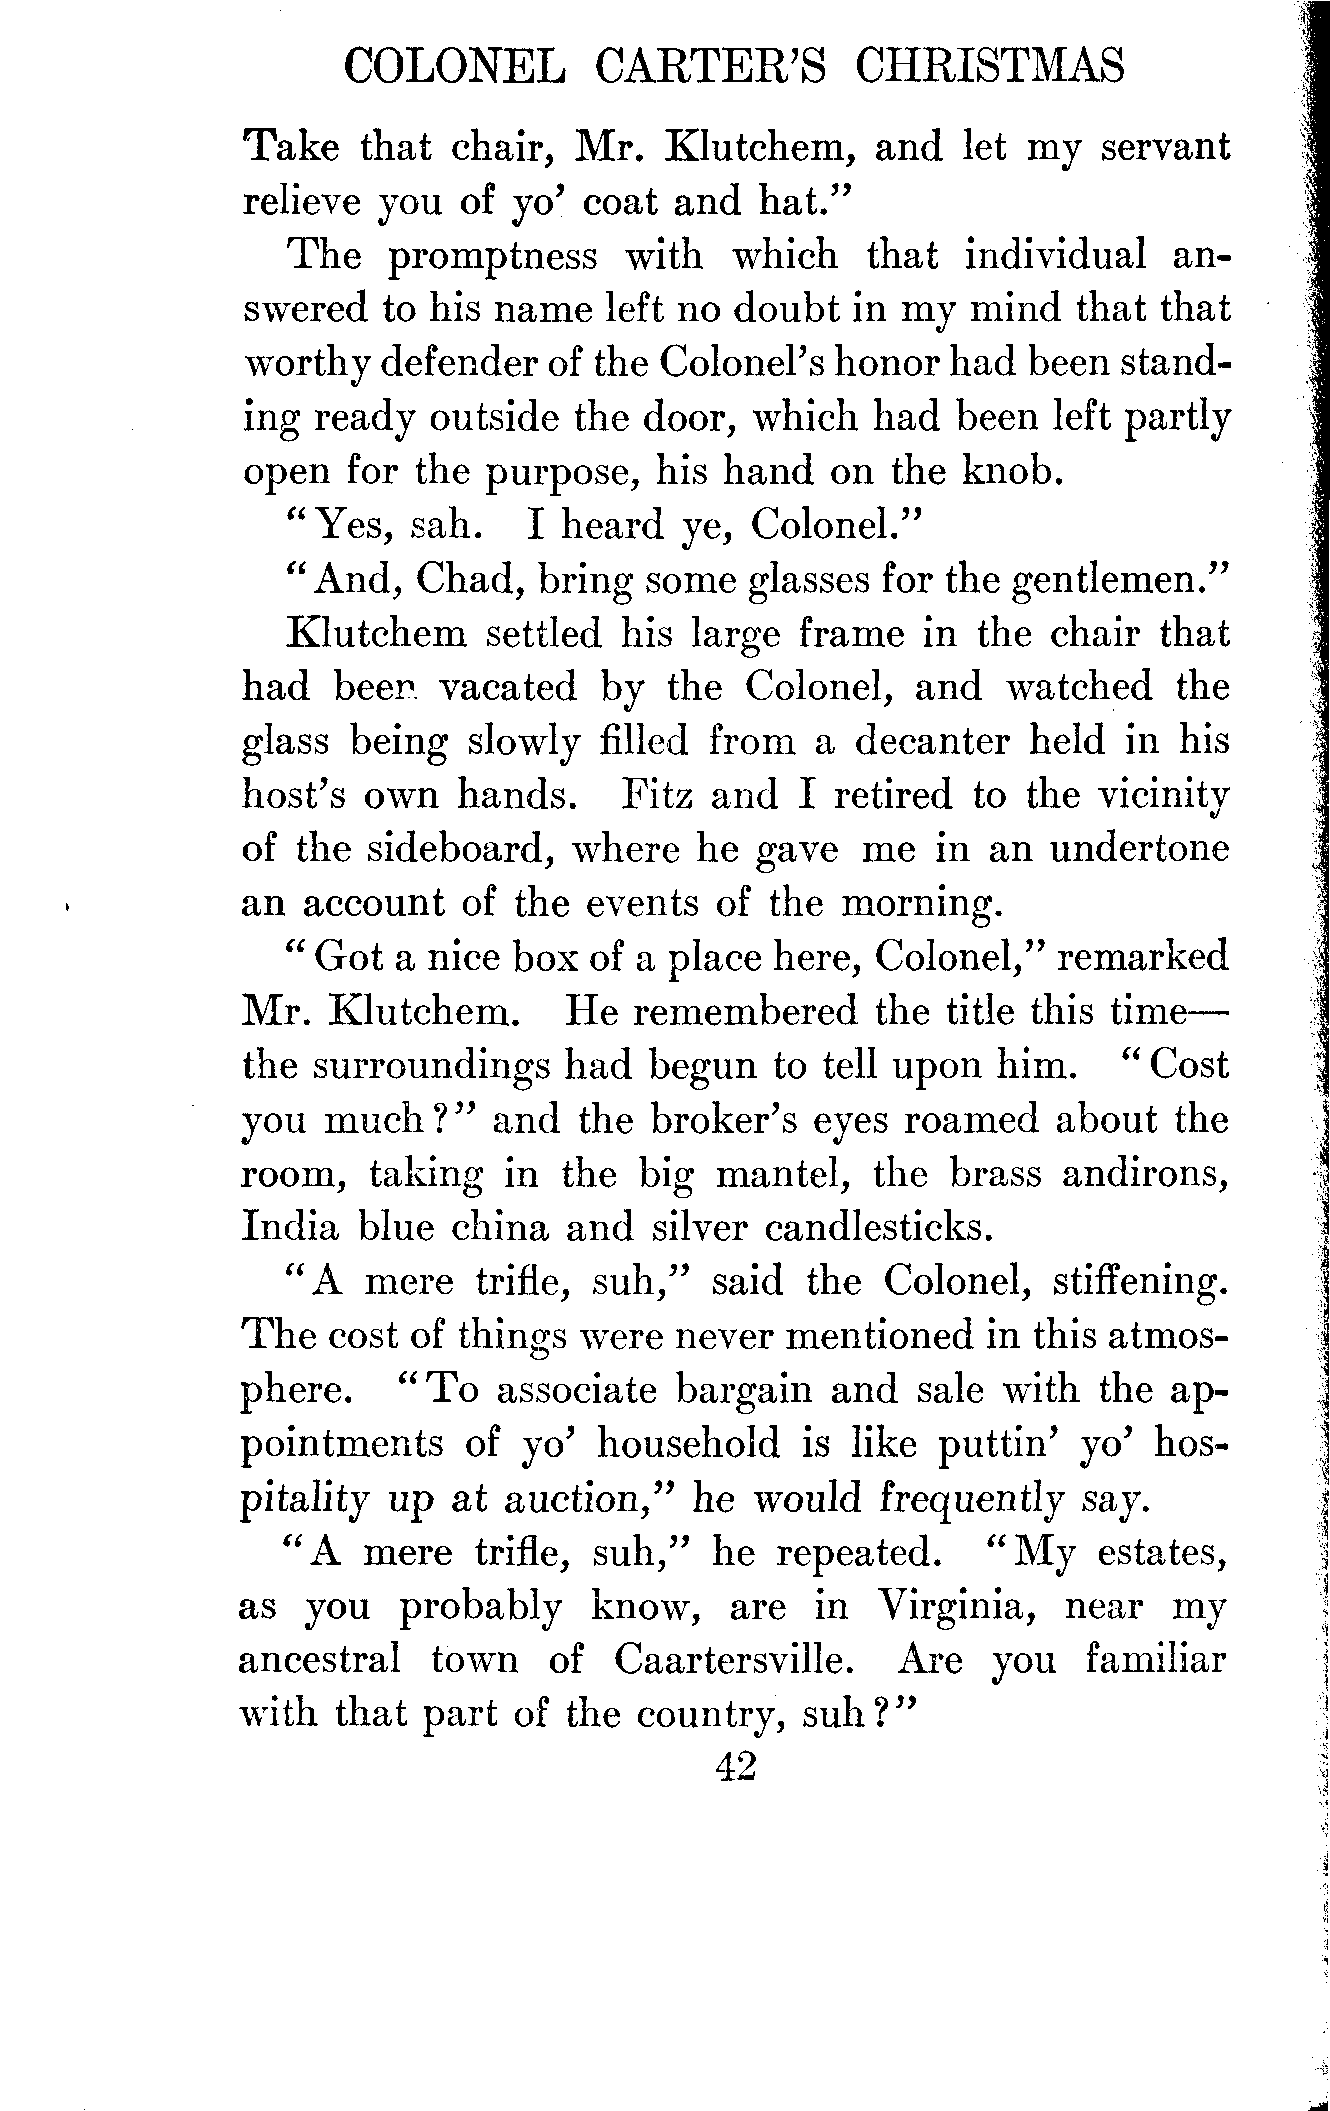 COLONEL CARTER'S CHRISTMAS
Take that chair, Mr. Klutchem, and let my servant
relieve you of yo' coat and hat."
The promptness with which that individual an-
swered to his name left no doubt in my mind that that
worthy defender of the Colonel's honor had been stand-
ing ready outside the door, which had been left partly
open for the purpose, his hand on the knob.
"Yes, sah. I heard ye, Colonel."
"And, Chad, bring some glasses for the gentlemen."
Klutchem settled his large frame in the chair that
had been vacated by the Colonel, and watched the
glass being slowly filled from a decanter held in his
host's own hands. Fitz and I retired to the vicinity
of the sideboard, where he gave me in an undertone
an account of the events of the morning.
"Got a nice box of a place here, Colonel," remarked
Mr. Klutchem. He remembered the title this time—
the surroundings had begun to tell upon him. "Cost
you much?" and the broker's eyes roamed about the
room, taking in the big mantel, the brass andirons,
India blue china and silver candlesticks.
"A mere trifle, suh," said the Colonel, stiffening.
The cost of things were never mentioned in this atmos-
phere. "To associate bargain and sale with the ap-
pointments of yo' household is like puttin' yo' hos-
pitality up at auction," he would frequently say.
"A mere trifle, suh," he repeated. "My estates,
as you probably know, are in Virginia, near my
ancestral town of Caartersville. Are you familiar
with that part of the country, suh?"
42